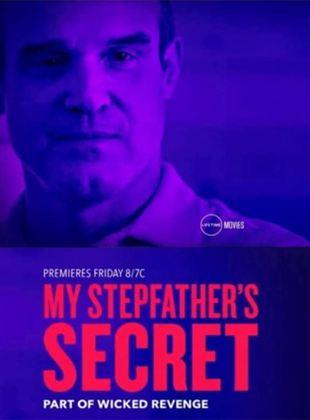 LIFETIME MOVIES
PREMIERES FRIDAY 8/7C
MY STEPFATHER'S
SECRET
PART OF WICKED REVENGE